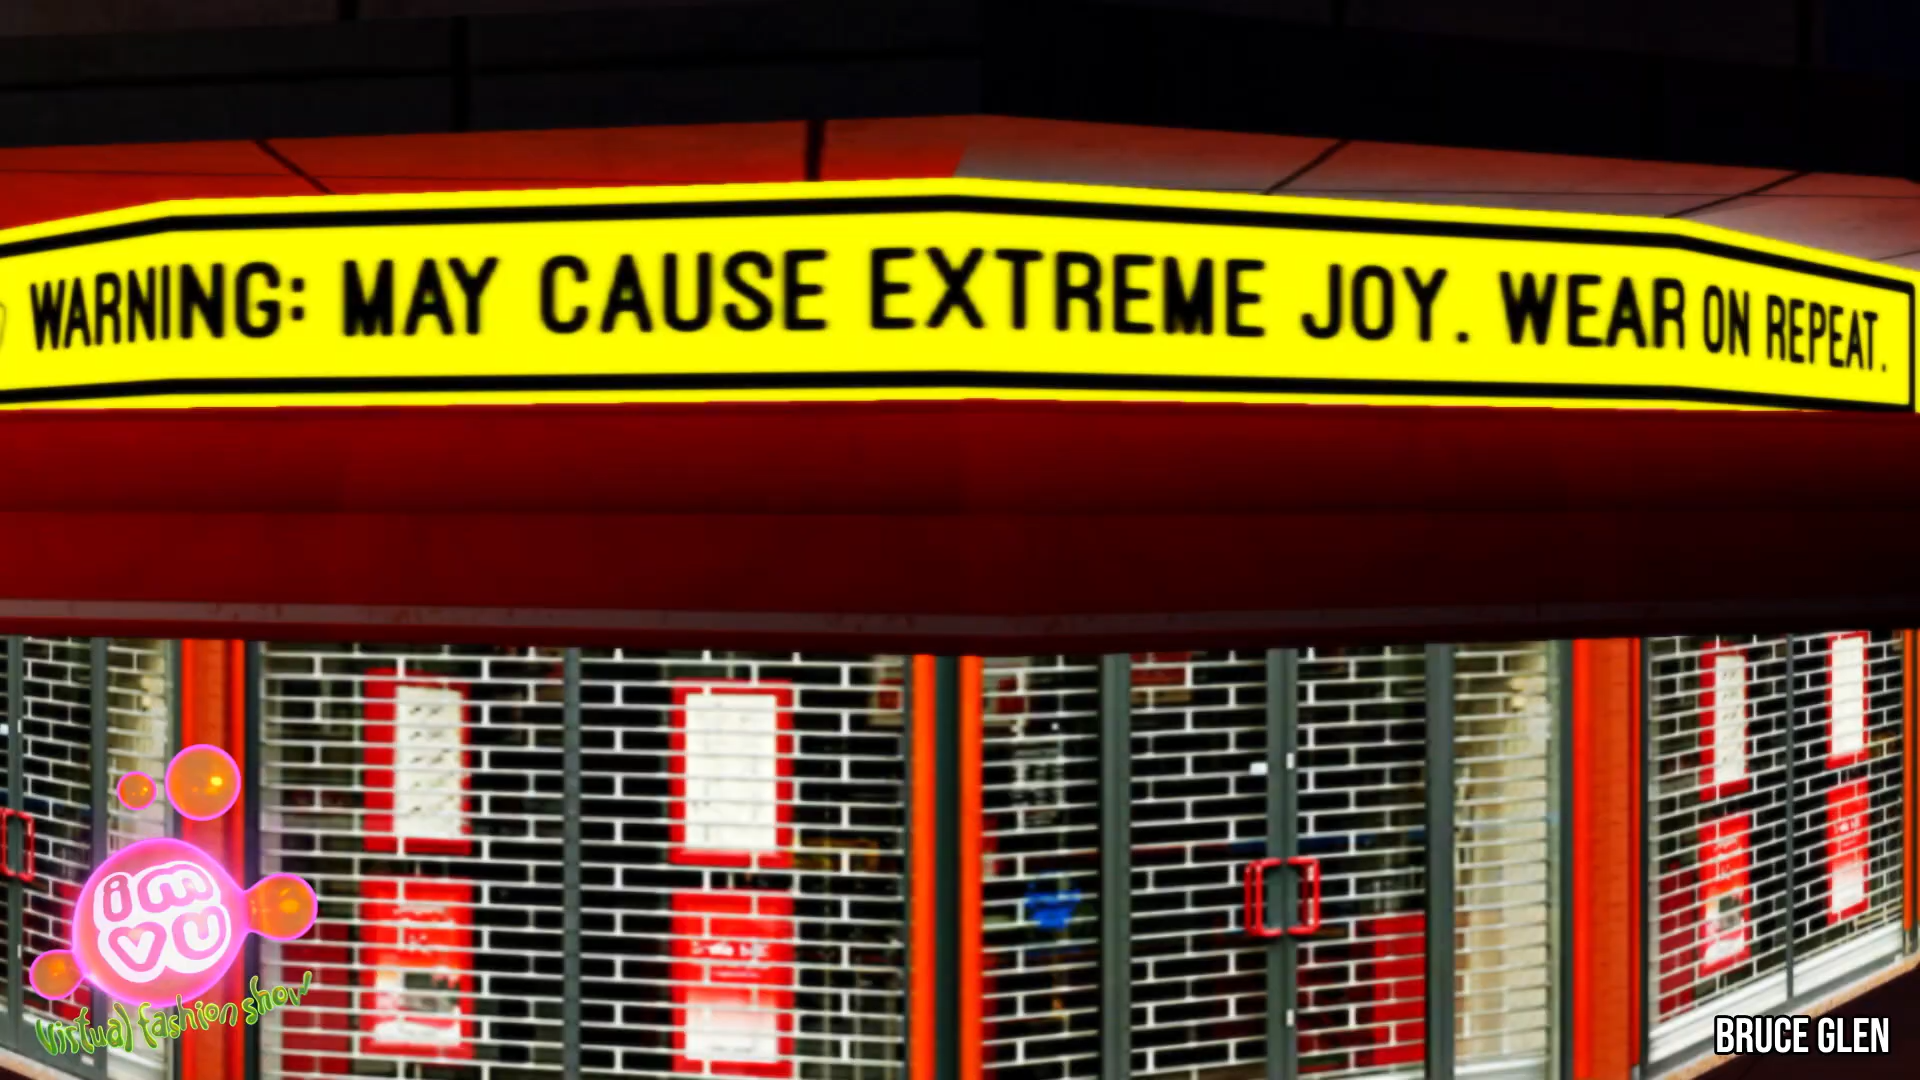 WARNING: MAY CAUSE EXTREME JOY. WEAR ON REPEAT.
imvu
virtual fashion show
BRUCE GLEN